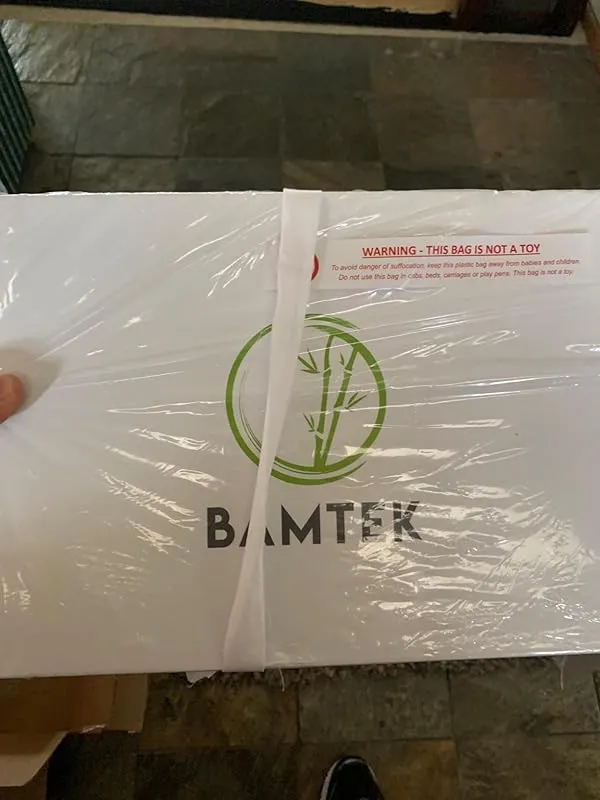 WARNING - THIS BAG IS NOT A TOY
To avoid danger of suffocation, keep this plastic bag away from babies and children.
Do not use this bag in cribs, beds, carriages or play pens. This bag is not a toy.
BAMTEK